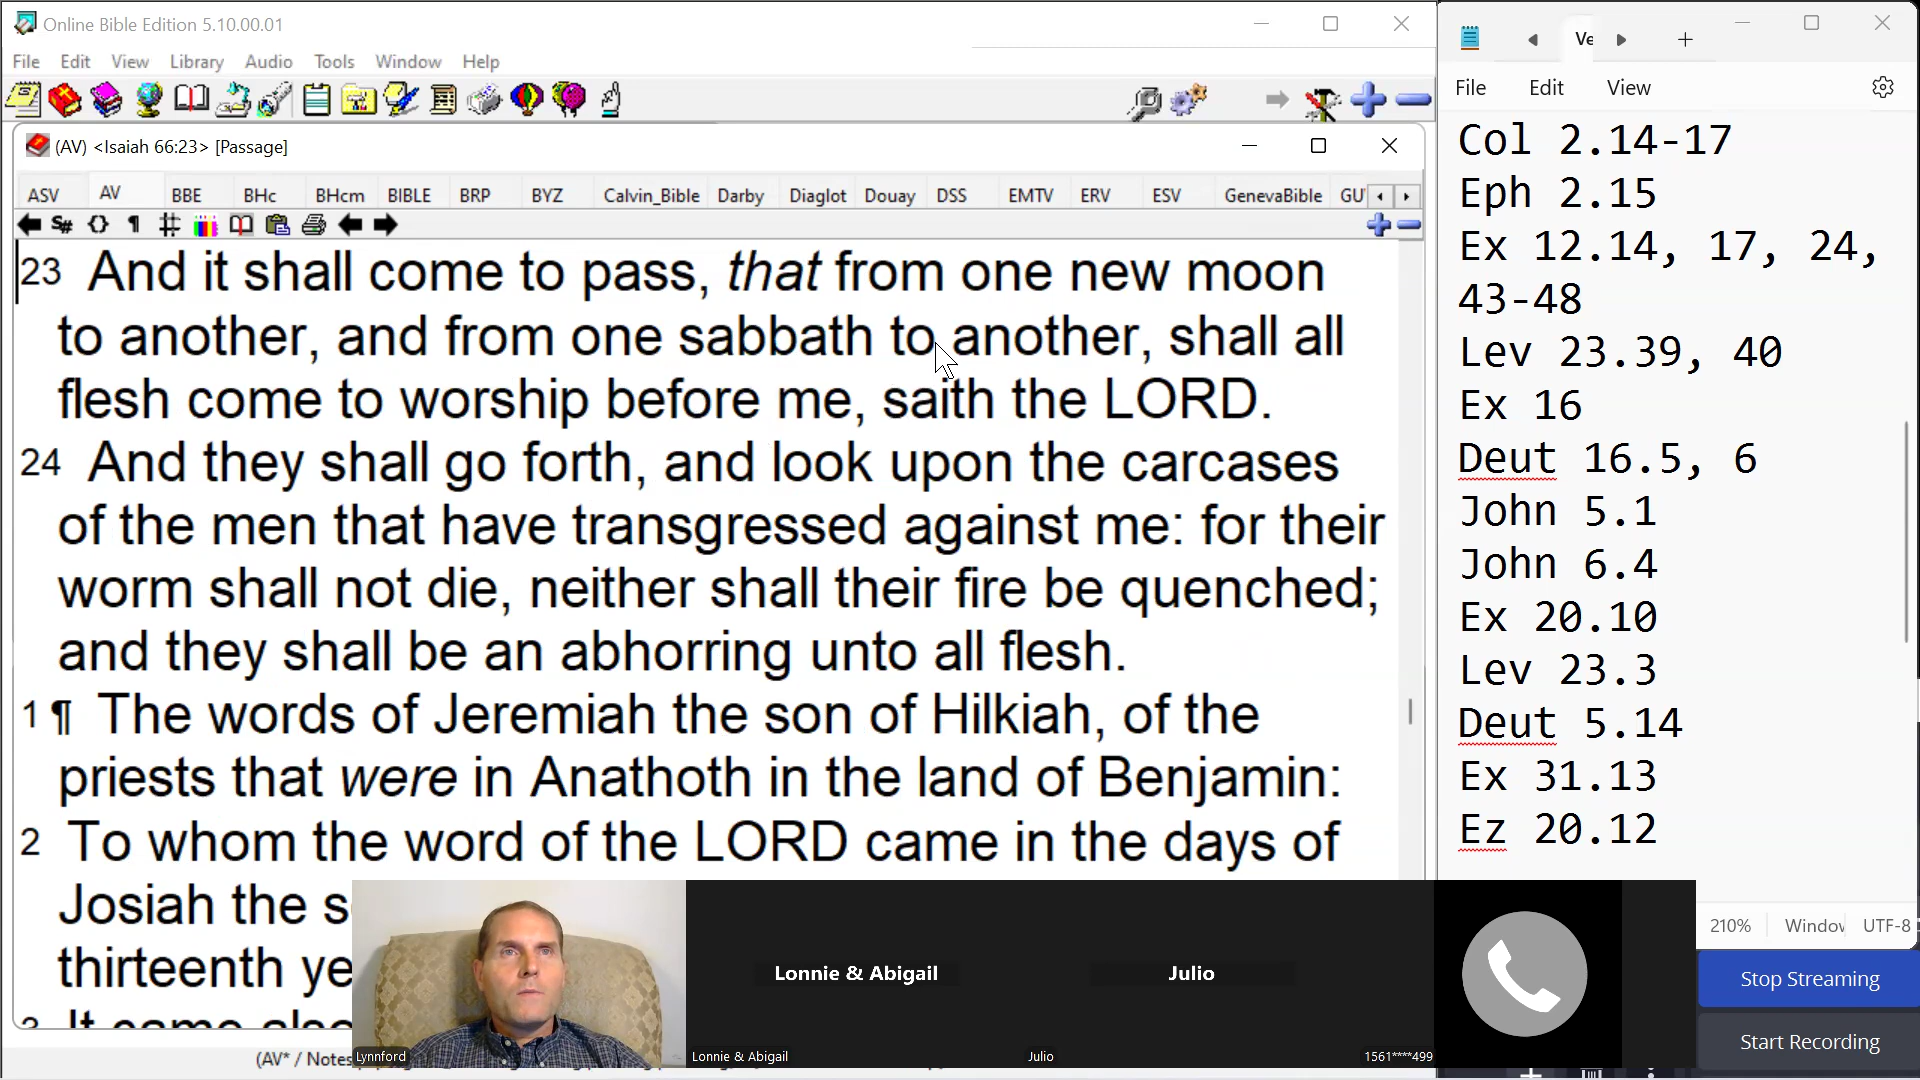 Online Bible Edition 5.10.00.01
File Edit View Library Audio Tools Window Help
(AV) <Isaiah 66:23> [Passage]
ASV AV BBE BHc BHcm BIBLE BRP BYZ Calvin_Bible Darby Diaglot Douay DSS EMTV ERV ESV GenevaBible GU
23 And it shall come to pass, that from one new moon
to another, and from one sabbath to another, shall all
flesh come to worship before me, saith the LORD.
24 And they shall go forth, and look upon the carcases
of the men that have transgressed against me: for their
worm shall not die, neither shall their fire be quenched;
and they shall be an abhorring unto all flesh.
1 ¶ The words of Jeremiah the son of Hilkiah, of the
priests that were in Anathoth in the land of Benjamin:
2 To whom the word of the LORD came in the days of
Josiah the s
thirteenth ye
3 It came also
(AV* / Notes
Ve
File Edit View
Col 2.14-17
Eph 2.15
Ex 12.14, 17, 24,
43-48
Lev 23.39, 40
Ex 16
Deut 16.5, 6
John 5.1
John 6.4
Ex 20.10
Lev 23.3
Deut 5.14
Ex 31.13
Ez 20.12
210% Window UTF-8
Lynnford
Lonnie & Abigail
Lonnie & Abigail
Julio
Julio
1561****499
Stop Streaming
Start Recording